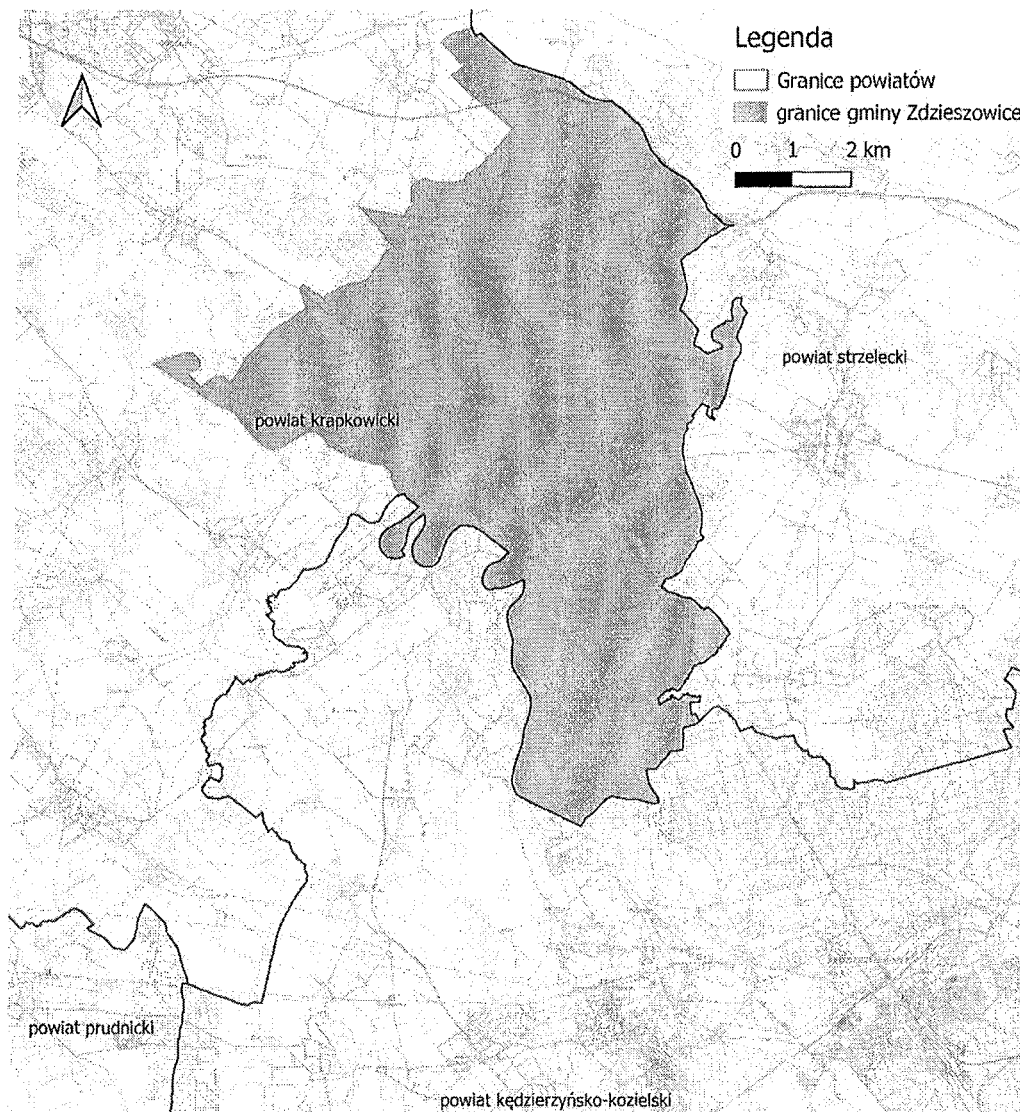 Legenda
Granice powiatów
granice gminy Zdzieszowice
0 1 2 km
powiat strzelecki
powiat krapkowicki
powiat prudnicki
powiat kędzierzyńsko-kozielski